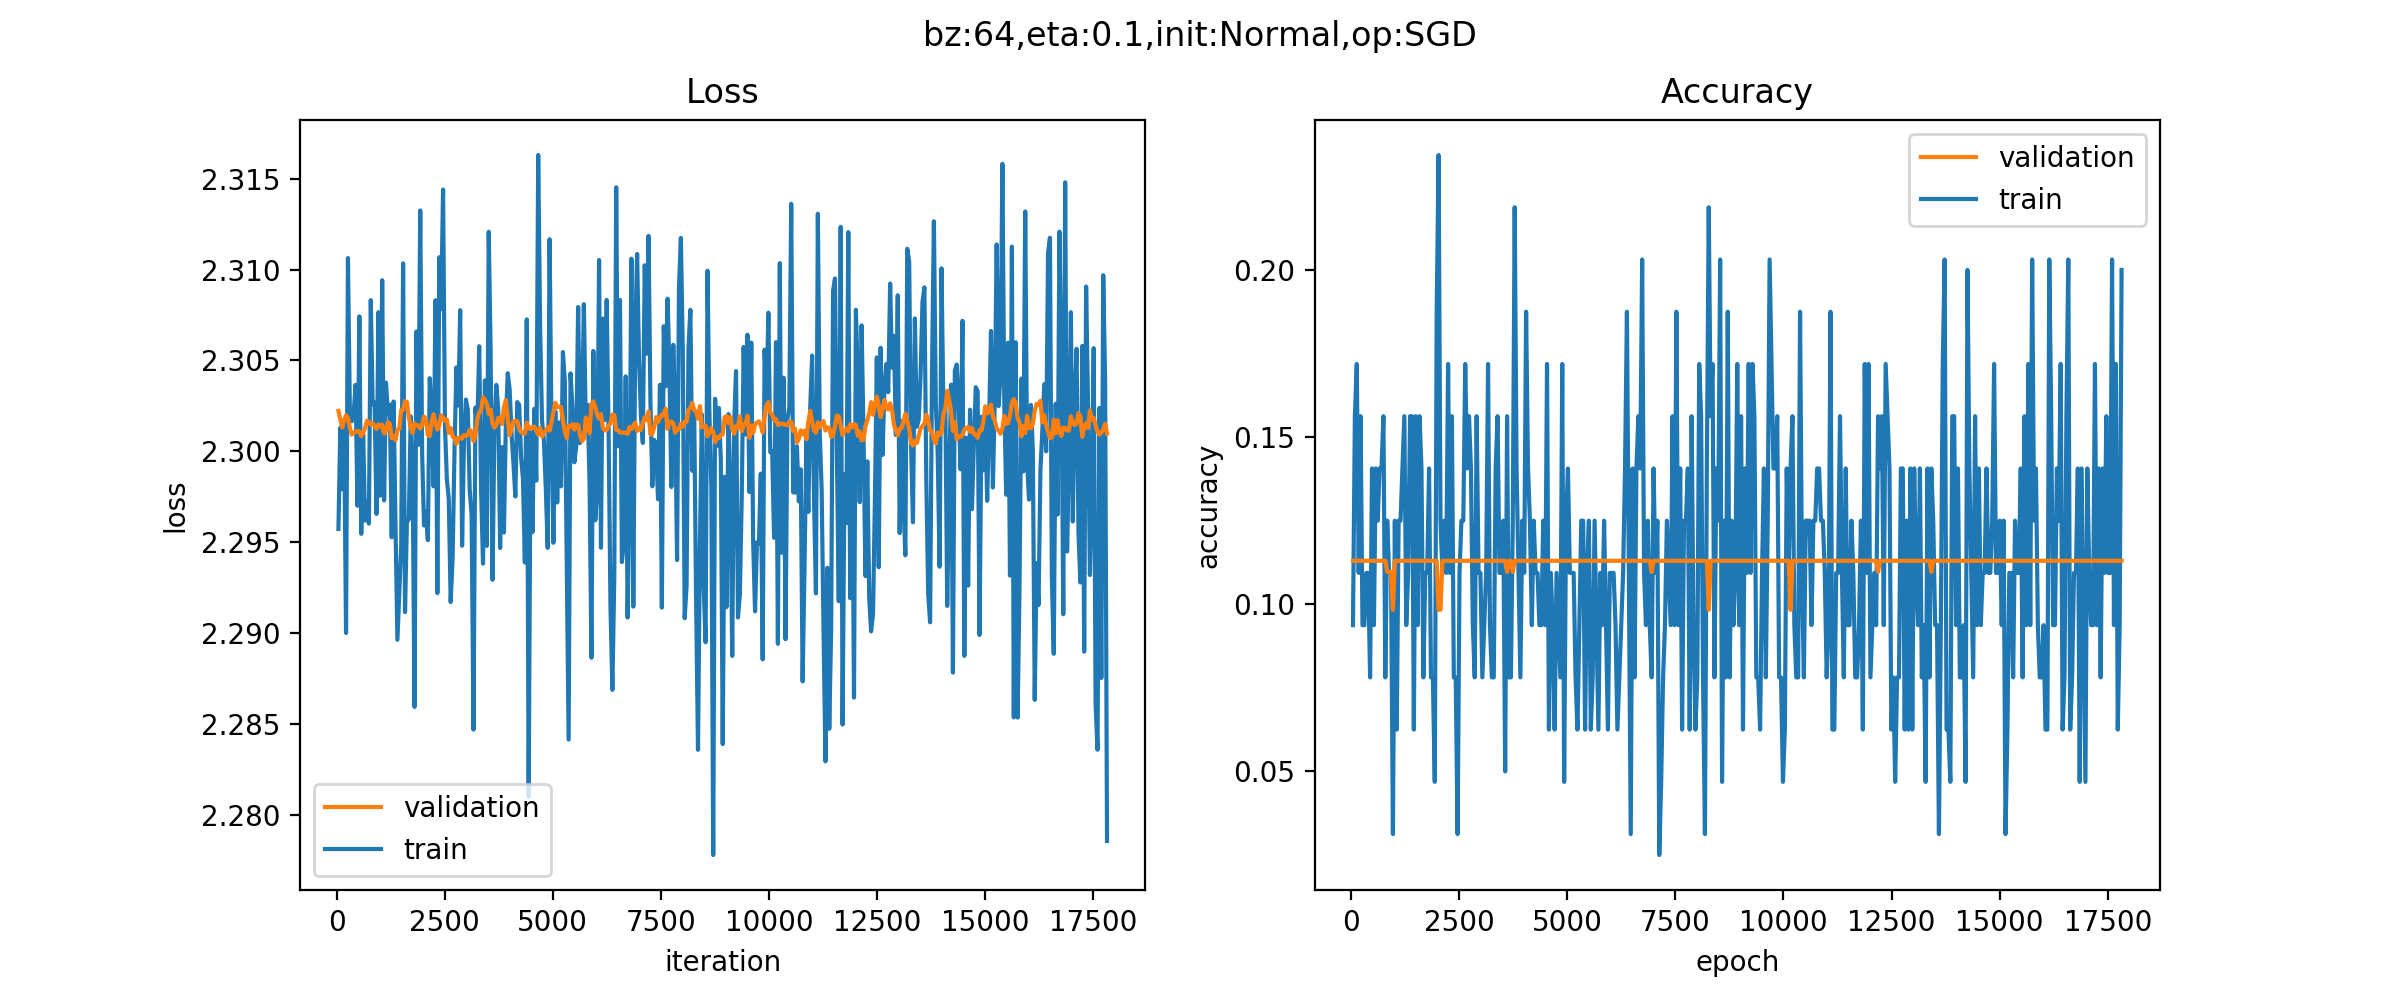 bz:64,eta:0.1,init:Normal,op:SGD
Loss
2.315
2.310
2.305
2.300
2.295
2.290
2.285
2.280
loss
validation
train
0 2500 5000 7500 10000 12500 15000 17500
iteration
Accuracy
validation
train
0.20
0.15
0.10
0.05
accuracy
0 2500 5000 7500 10000 12500 15000 17500
epoch